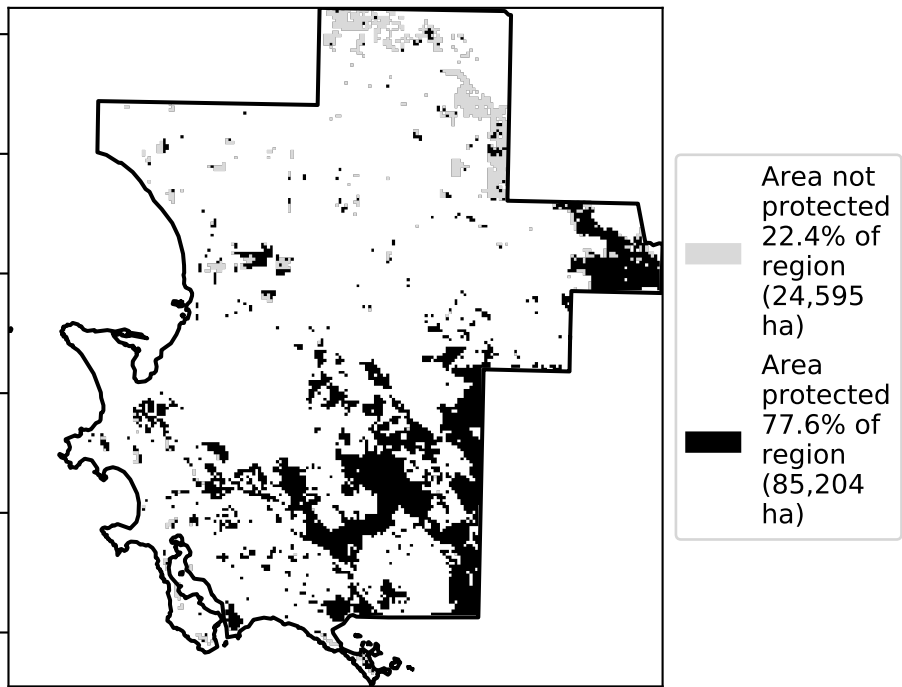 Area not
protected
22.4% of
region
(24,595
ha)
Area
protected
77.6% of
region
(85,204
ha)